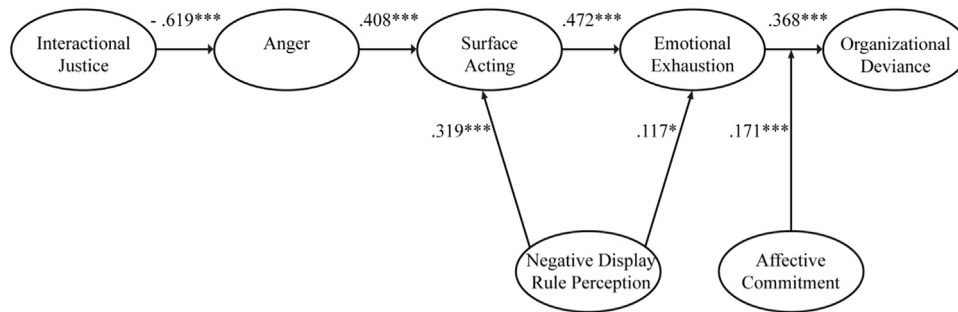 - .619***
.408***
.472***
.368***
Interactional
Justice
Anger
Surface
Acting
Emotional
Exhaustion
Organizational
Deviance
.319***
.117*
.171***
Negative Display
Rule Perception
Affective
Commitment